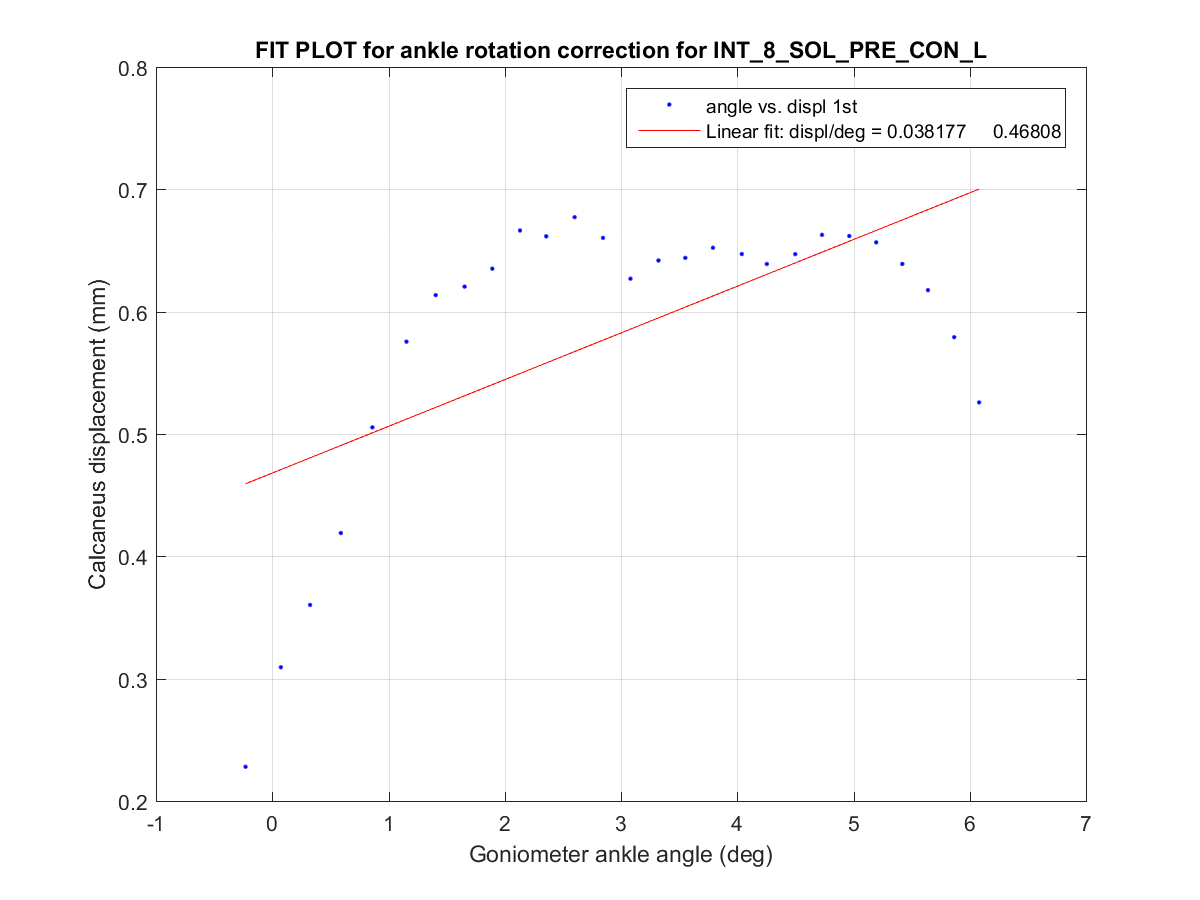 FIT PLOT for ankle rotation correction for INT_8_SOL_PRE_CON_L
0.8
angle vs. displ 1st
Linear fit: displ/deg = 0.038177 0.46808
0.7
0.6
0.5
0.4
0.3
0.2
Calcaneus displacement (mm)
-1 0 1 2 3 4 5 6 7
Goniometer ankle angle (deg)